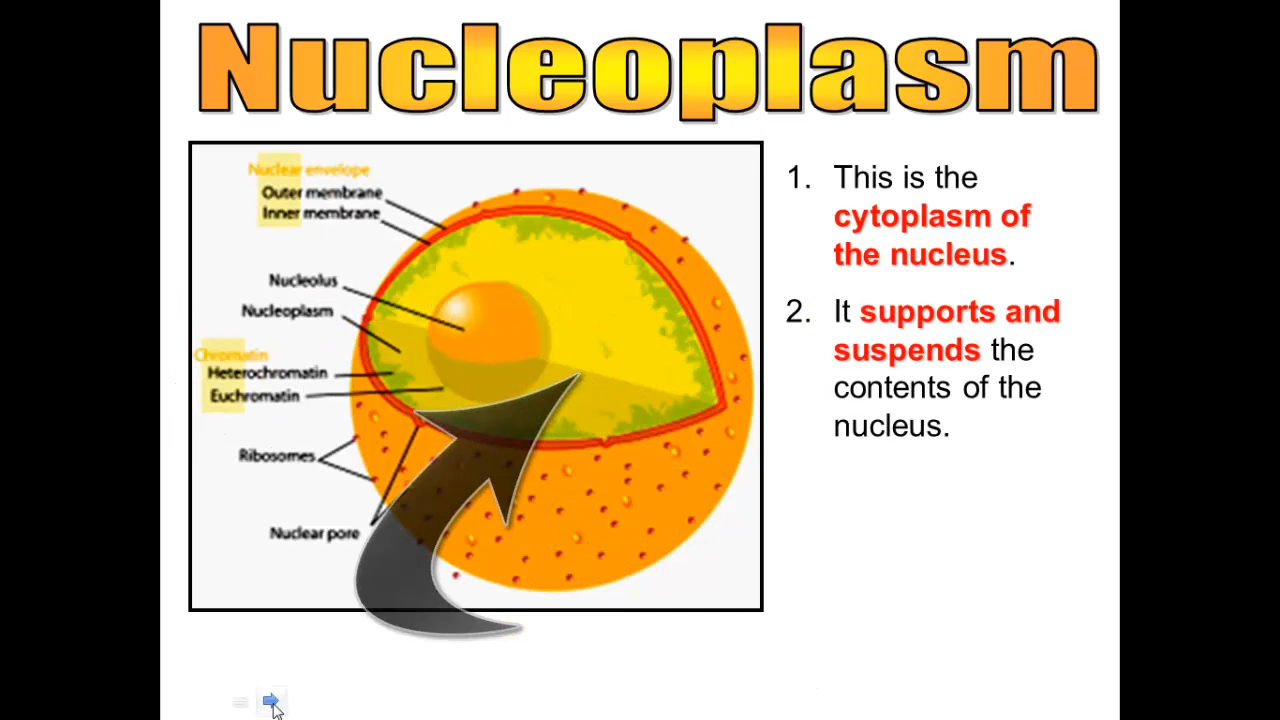 Nucleoplasm
Nuclear envelope
Outer membrane
Inner membrane
Nucleolus
Nucleoplasm
Chromatin
Heterochromatin
Euchromatin
Ribosomes
Nuclear pore
1. This is the
cytoplasm of
the nucleus.
2. It supports and
suspends the
contents of the
nucleus.